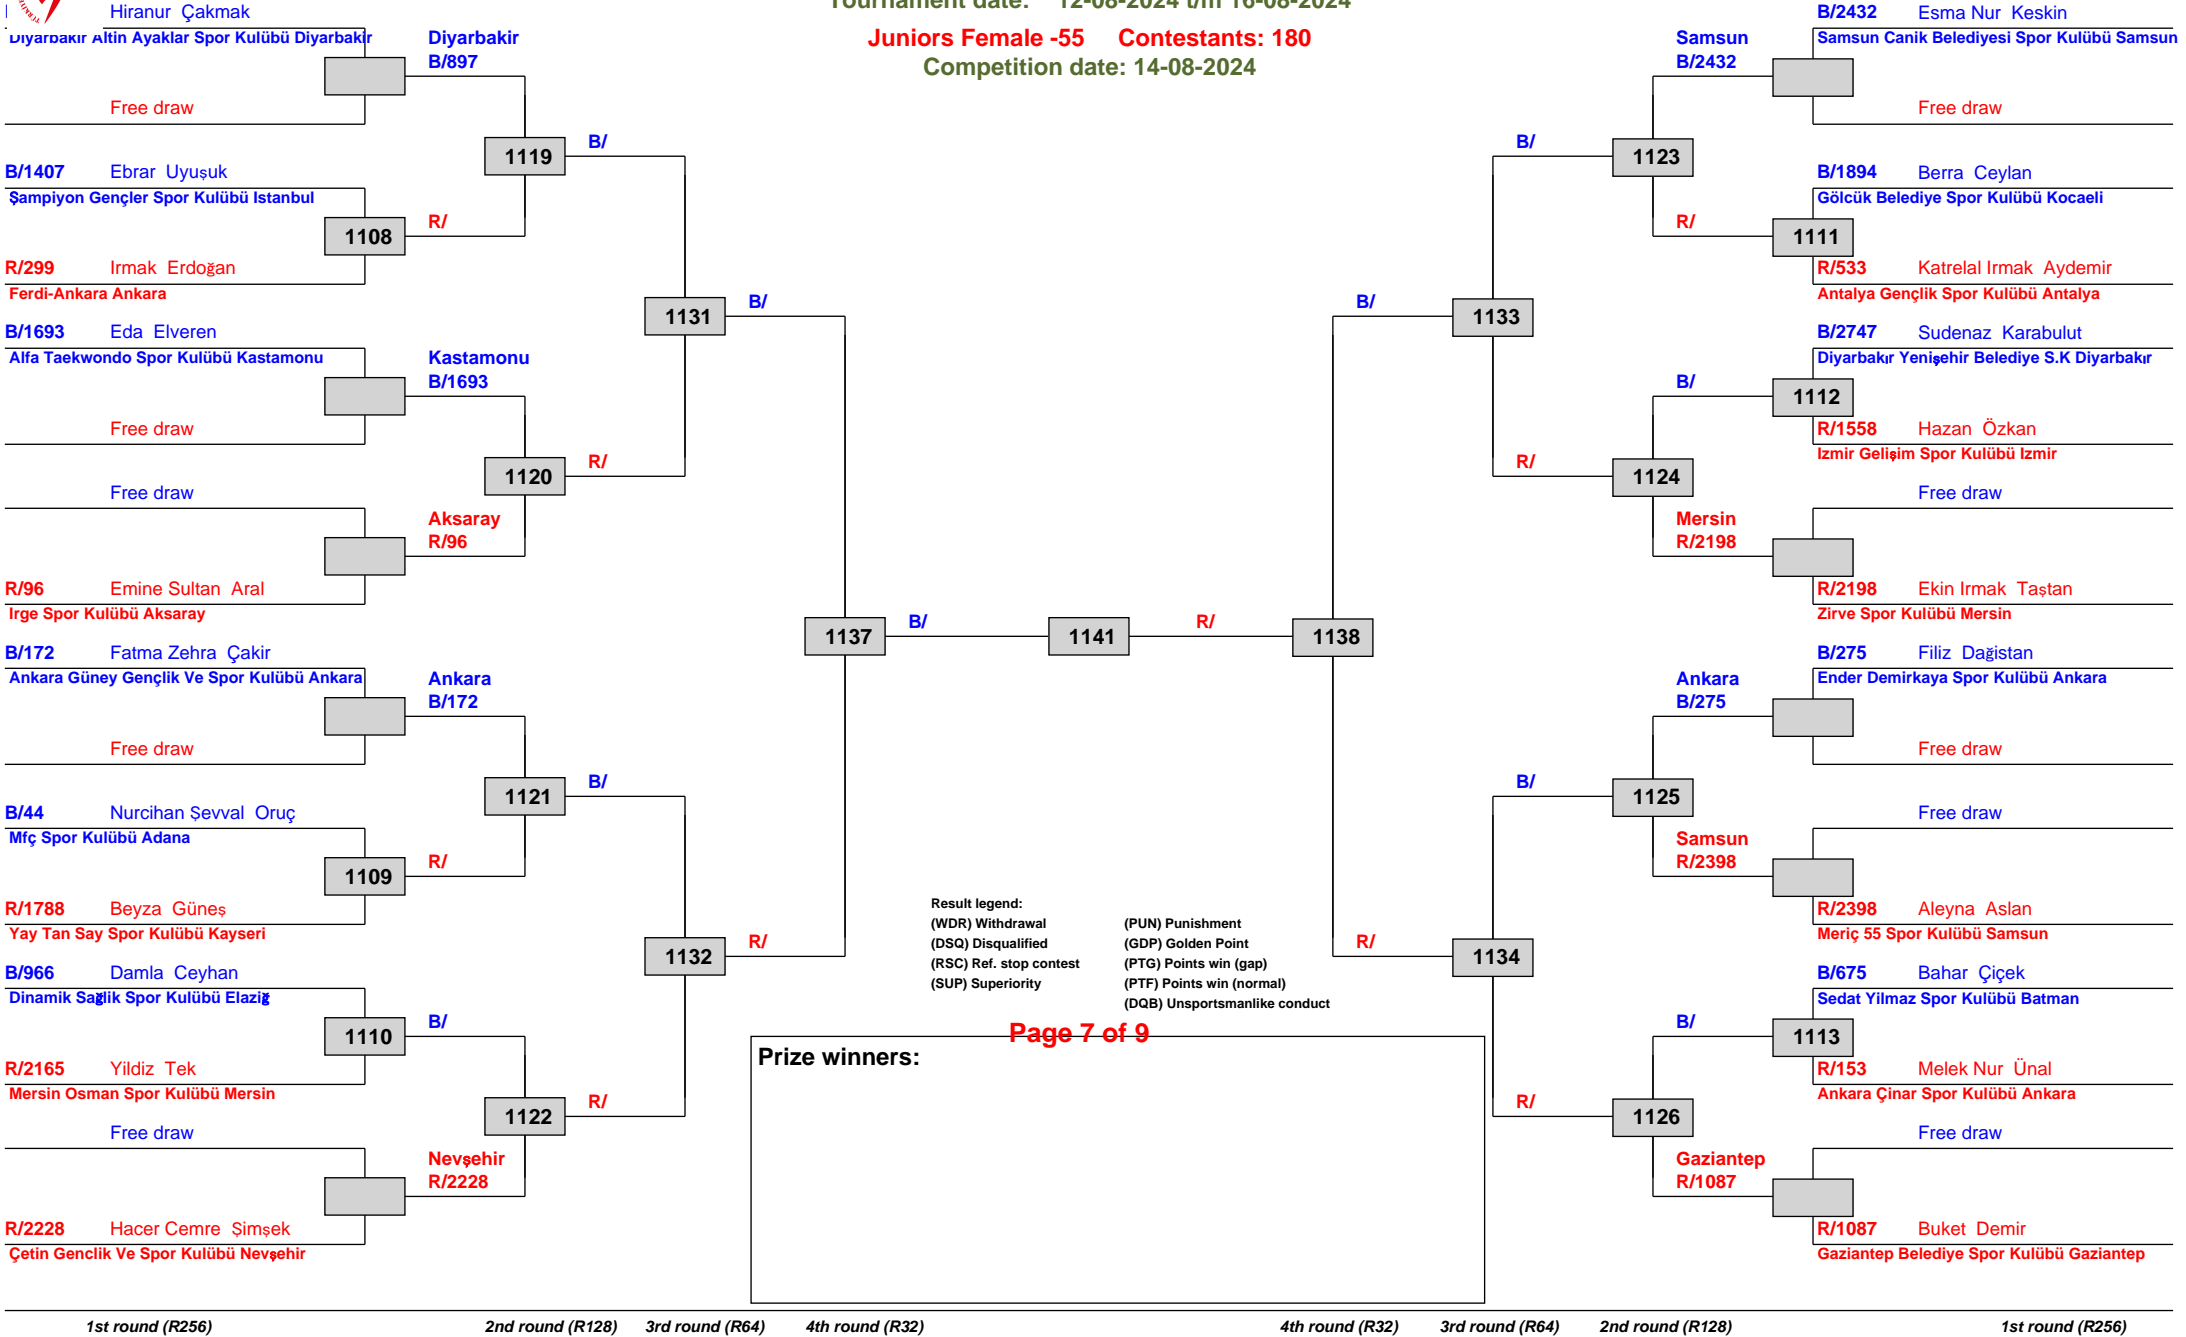 Tournament date: 12-08-2024 t/m 16-08-2024
Juniors Female -55 Contestants: 180
Competition date: 14-08-2024
Hiranur Çakmak
Diyarbakir Altin Ayaklar Spor Kulübü Diyarbakir
Free draw
B/1407 Ebrar Uyuşuk
Şampiyon Gençler Spor Kulübü Istanbul
R/299 Irmak Erdoğan
Ferdi-Ankara Ankara
B/1693 Eda Elveren
Alfa Taekwondo Spor Kulübü Kastamonu
Free draw
Free draw
R/96 Emine Sultan Aral
Irge Spor Kulübü Aksaray
B/172 Fatma Zehra Çakir
Ankara Güney Gençlik Ve Spor Kulübü Ankara
Free draw
B/44 Nurcihan Şevval Oruç
Mfç Spor Kulübü Adana
R/1788 Beyza Güneş
Yay Tan Say Spor Kulübü Kayseri
B/966 Damla Ceyhan
Dinamik Sağlik Spor Kulübü Elaziğ
R/2165 Yildiz Tek
Mersin Osman Spor Kulübü Mersin
Free draw
R/2228 Hacer Cemre Şimşek
Çetin Genclik Ve Spor Kulübü Nevşehir
1108
1109
1110
Diyarbakir
B/897
R/
Kastamonu
B/1693
Aksaray
R/96
Ankara
B/172
R/
B/
Nevşehir
R/2228
1119
1120
1121
1122
B/
R/
B/
R/
1131
1132
B/
R/
1137
B/
1141
R/
1138
B/
R/
1133
1134
B/
R/
B/
R/
1123
1124
1125
1126
Samsun
B/2432
R/
B/
Mersin
R/2198
Ankara
B/275
Samsun
R/2398
B/
Gaziantep
R/1087
1111
1112
1113
B/2432 Esma Nur Keskin
Samsun Canik Belediyesi Spor Kulübü Samsun
Free draw
B/1894 Berra Ceylan
Gölcük Belediye Spor Kulübü Kocaeli
R/533 Katrelal Irmak Aydemir
Antalya Gençlik Spor Kulübü Antalya
B/2747 Sudenaz Karabulut
Diyarbakır Yenişehir Belediye S.K Diyarbakır
R/1558 Hazan Özkan
Izmir Gelişim Spor Kulübü Izmir
Free draw
R/2198 Ekin Irmak Taştan
Zirve Spor Kulübü Mersin
B/275 Filiz Dağistan
Ender Demirkaya Spor Kulübü Ankara
Free draw
Free draw
R/2398 Aleyna Aslan
Meriç 55 Spor Kulübü Samsun
B/675 Bahar Çiçek
Sedat Yilmaz Spor Kulübü Batman
R/153 Melek Nur Ünal
Ankara Çinar Spor Kulübü Ankara
Free draw
R/1087 Buket Demir
Gaziantep Belediye Spor Kulübü Gaziantep
Result legend:
(WDR) Withdrawal (PUN) Punishment
(DSQ) Disqualified (GDP) Golden Point
(RSC) Ref. stop contest (PTG) Points win (gap)
(SUP) Superiority (PTF) Points win (normal)
(DQB) Unsportsmanlike conduct
Page 7 of 9
Prize winners:
1st round (R256) 2nd round (R128) 3rd round (R64) 4th round (R32) 4th round (R32) 3rd round (R64) 2nd round (R128) 1st round (R256)